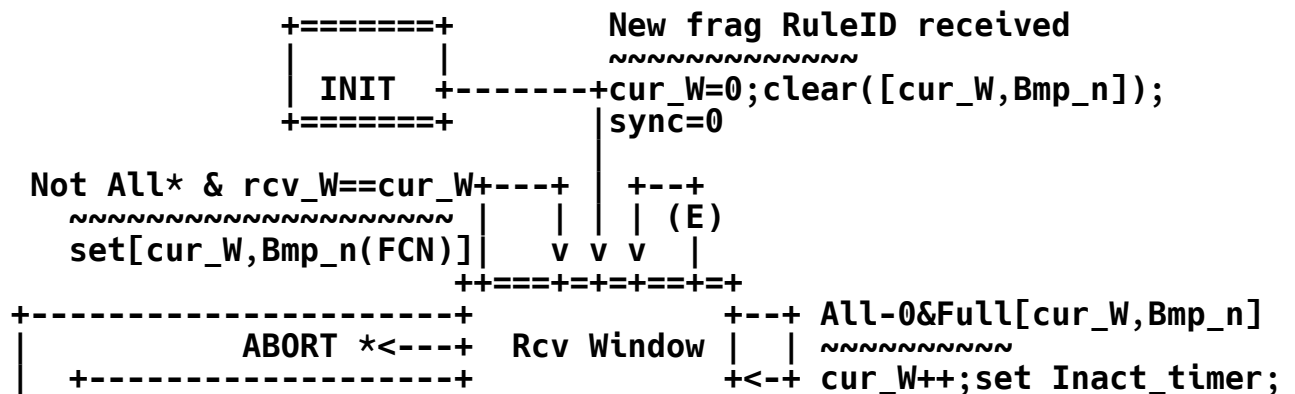 +=======+        New frag RuleID received
              |       |        ~~~~~~~~~~~~~
              | INIT  +-------+cur_W=0;clear([cur_W,Bmp_n]);
              +=======+       |sync=0
                              |
 Not All* & rcv_W==cur_W+---+ | +--+
   ~~~~~~~~~~~~~~~~~~~~ |   | | | (E)
   set[cur_W,Bmp_n(FCN)]|   v v v  |
                       ++===+=+=+==+=+
+----------------------+             +--+ All-0&Full[cur_W,Bmp_n]
|           ABORT *<---+  Rcv Window |  | ~~~~~~~~~~
|  +-------------------+             +<-+ cur_W++;set Inact_timer;